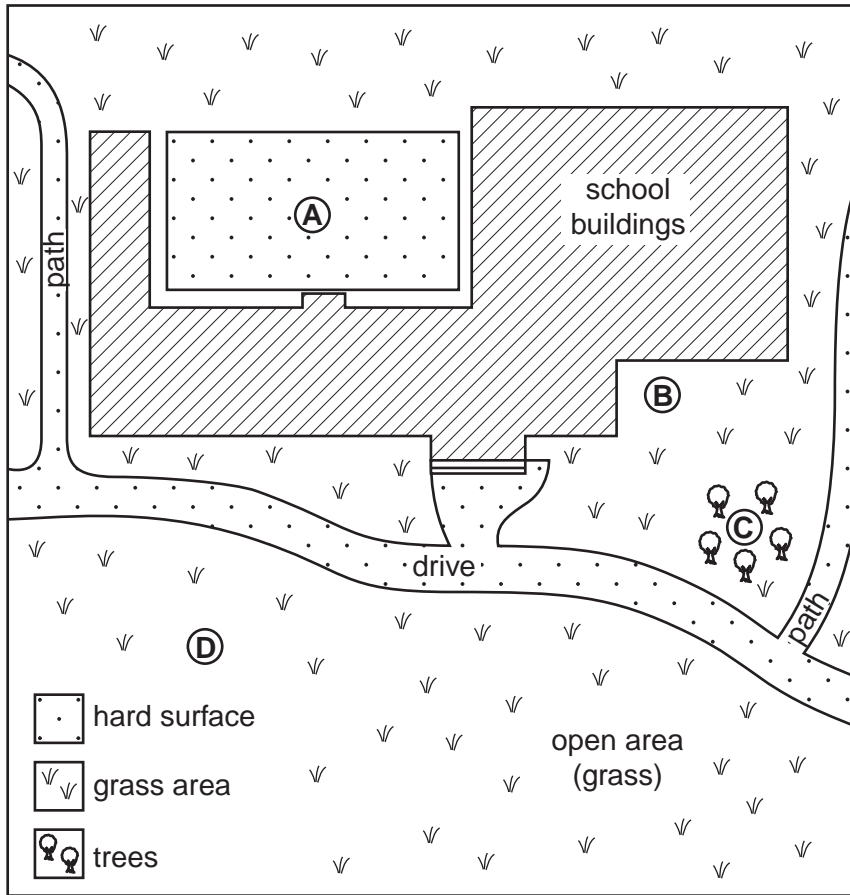 A
school
buildings
path
B
C
drive
path
D
hard surface
open area
(grass)
grass area
trees